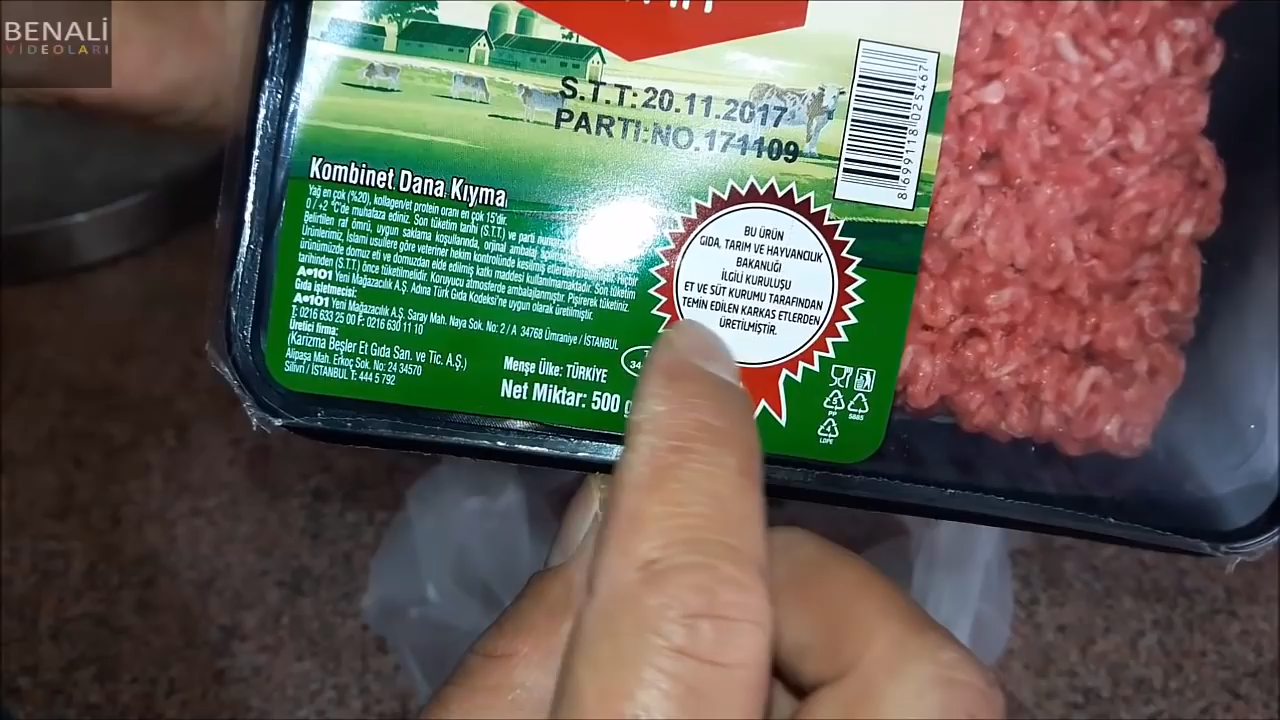 BENALİ
VİDEOLARI
S.T.T: 20.11.2017
PARTI:NO.171109
8 699118 025467
Kombinet Dana Kıyma
Yağ en çok (%20), kollagen/et protein oranı en çok 15'dir.
0 / +2 °C'de muhafaza ediniz. Son tüketim tarihi (S.T.T.) ve parti
Belirtilen raf ömrü, uygun saklama koşullarında, orjinal ambalaj
Ürünlerimiz, İslami usullere göre veteriner hekim kontrolünde kesilmiş etlerden
ürünümüzde domuz eti ve domuzdan elde edilmiş katkı maddesi kullanılmamaktadır. Son tüketim
tarihinden (S.T.T.) önce tüketilmelidir. Koruyucu atmosferde ambalajlanmıştır. Pişirerek tüketiniz.
A101 Yeni Mağazacılık A.Ş. Adına Türk Gıda Kodeksi'ne uygun olarak üretilmiştir.
Gıda işletmecisi:
A101 Yeni Mağazacılık A.Ş. Saray Mah. Naya Sok. No: 2 / A 34768 Ümraniye / İSTANBUL
T: 0216 633 25 00 F: 0216 630 11 10
Üretici firma:
(Karizma Beşler Et Gıda San. ve Tic. A.Ş.)
Alipaşa Mah. Erkoç Sok. No: 24 34570
Silivri / İSTANBUL T: 444 5 792
Menşe Ülke: TÜRKİYE
Net Miktar: 500 g
34
BU ÜRÜN
GIDA, TARIM VE HAYVANCILIK
BAKANLIĞI
İLGİLİ KURULUŞU
ET VE SÜT KURUMU TARAFINDAN
TEMİN EDİLEN KARKAS ETLERDEN
ÜRETİLMİŞTİR.
5
PP
5885
4
LDPE